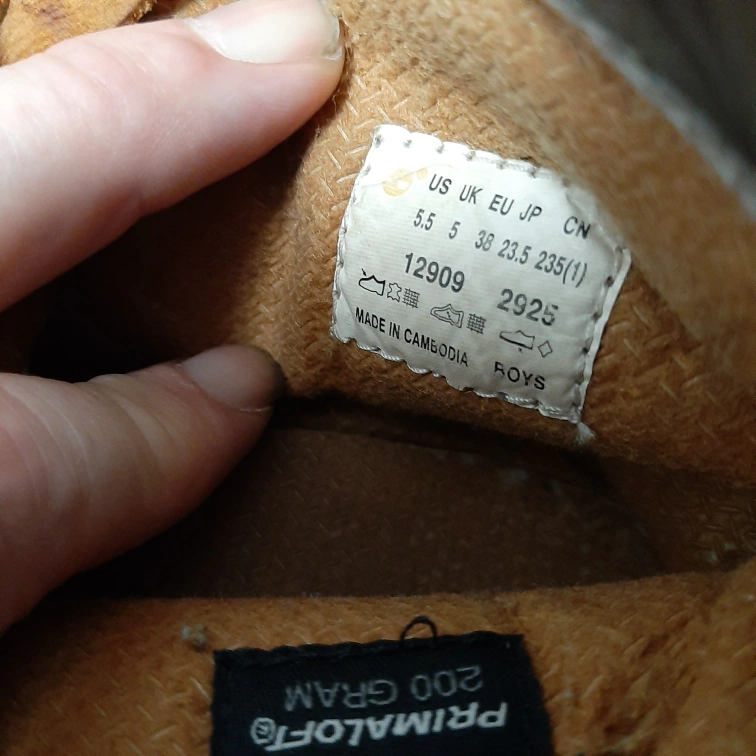 US UK EU JP CN
5.5 5 38 23.5 235(1)
12909 2925
MADE IN CAMBODIA BOYS
PRIMALOFT®
200 GRAM